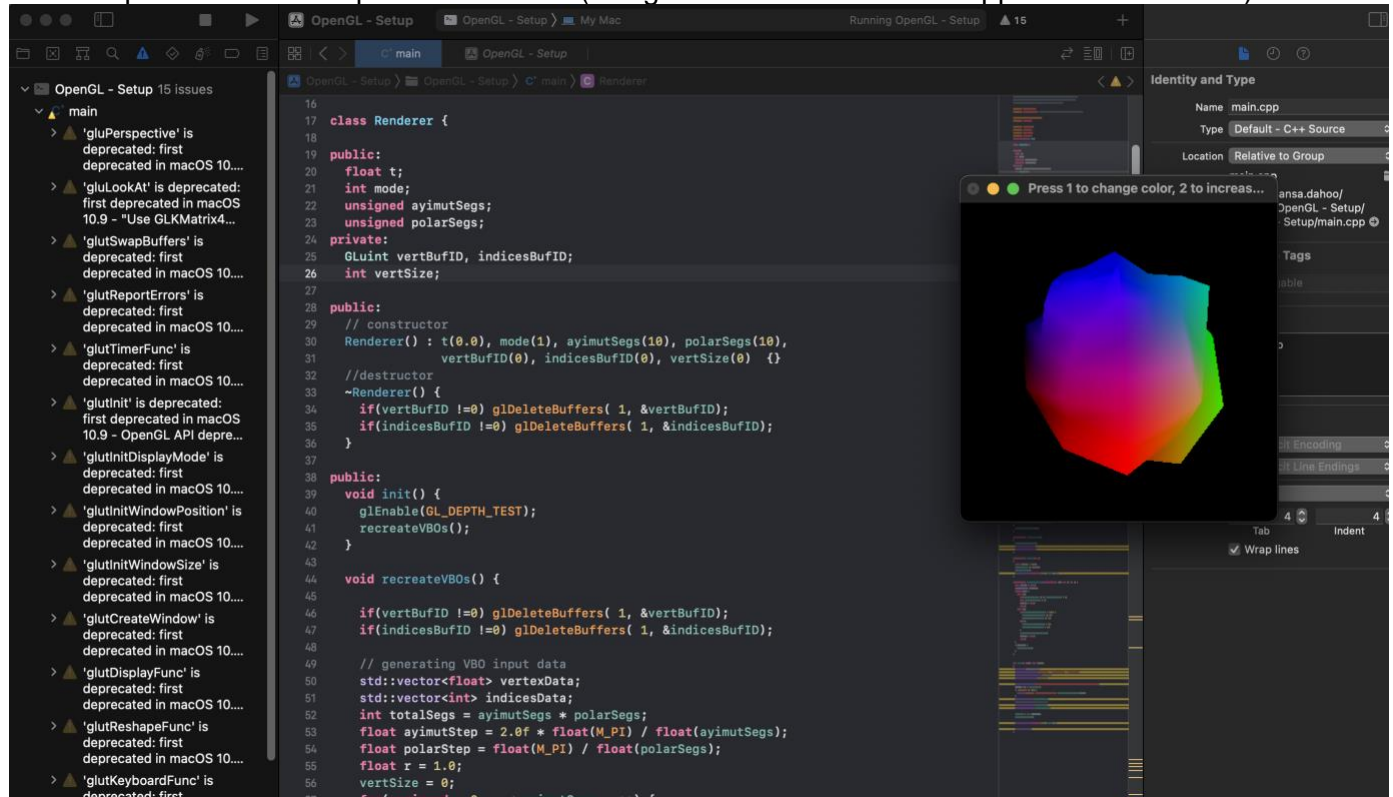 OpenGL - Setup
OpenGL - Setup 〉 My Mac
Running OpenGL - Setup
15
main
OpenGL - Setup
OpenGL - Setup 〉 OpenGL - Setup 〉 main 〉 C Renderer
OpenGL - Setup 15 issues
main
'gluPerspective' is
deprecated: first
deprecated in macOS 10....
'gluLookAt' is deprecated:
first deprecated in macOS
10.9 - "Use GLKMatrix4...
'glutSwapBuffers' is
deprecated: first
deprecated in macOS 10....
'glutReportErrors' is
deprecated: first
deprecated in macOS 10....
'glutTimerFunc' is
deprecated: first
deprecated in macOS 10....
'glutInit' is deprecated:
first deprecated in macOS
10.9 - OpenGL API depre...
'glutInitDisplayMode' is
deprecated: first
deprecated in macOS 10....
'glutInitWindowPosition' is
deprecated: first
deprecated in macOS 10....
'glutInitWindowSize' is
deprecated: first
deprecated in macOS 10....
'glutCreateWindow' is
deprecated: first
deprecated in macOS 10....
'glutDisplayFunc' is
deprecated: first
deprecated in macOS 10....
'glutReshapeFunc' is
deprecated: first
deprecated in macOS 10....
'glutKeyboardFunc' is
deprecated: first
16
17 class Renderer {
18
19 public:
20 float t;
21 int mode;
22 unsigned ayimutSegs;
23 unsigned polarSegs;
24 private:
25 GLuint vertBufID, indicesBufID;
26 int vertSize;
27
28 public:
29 // constructor
30 Renderer() : t(0.0), mode(1), ayimutSegs(10), polarSegs(10),
31 vertBufID(0), indicesBufID(0), vertSize(0) {}
32 //destructor
33 ~Renderer() {
34 if(vertBufID !=0) glDeleteBuffers( 1, &vertBufID);
35 if(indicesBufID !=0) glDeleteBuffers( 1, &indicesBufID);
36 }
37
38 public:
39 void init() {
40 glEnable(GL_DEPTH_TEST);
41 recreateVBOs();
42 }
43
44 void recreateVBOs() {
45
46 if(vertBufID !=0) glDeleteBuffers( 1, &vertBufID);
47 if(indicesBufID !=0) glDeleteBuffers( 1, &indicesBufID);
48
49 // generating VBO input data
50 std::vector<float> vertexData;
51 std::vector<int> indicesData;
52 int totalSegs = ayimutSegs * polarSegs;
53 float ayimutStep = 2.0f * float(M_PI) / float(ayimutSegs);
54 float polarStep = float(M_PI) / float(polarSegs);
55 float r = 1.0;
56 vertSize = 0;
Press 1 to change color, 2 to increas...
Identity and Type
Name main.cpp
Type Default - C++ Source
Location Relative to Group
ansa.dahoo/
OpenGL - Setup/
Setup/main.cpp
Tags
Encoding
Line Endings
4 4
Tab Indent
Wrap lines